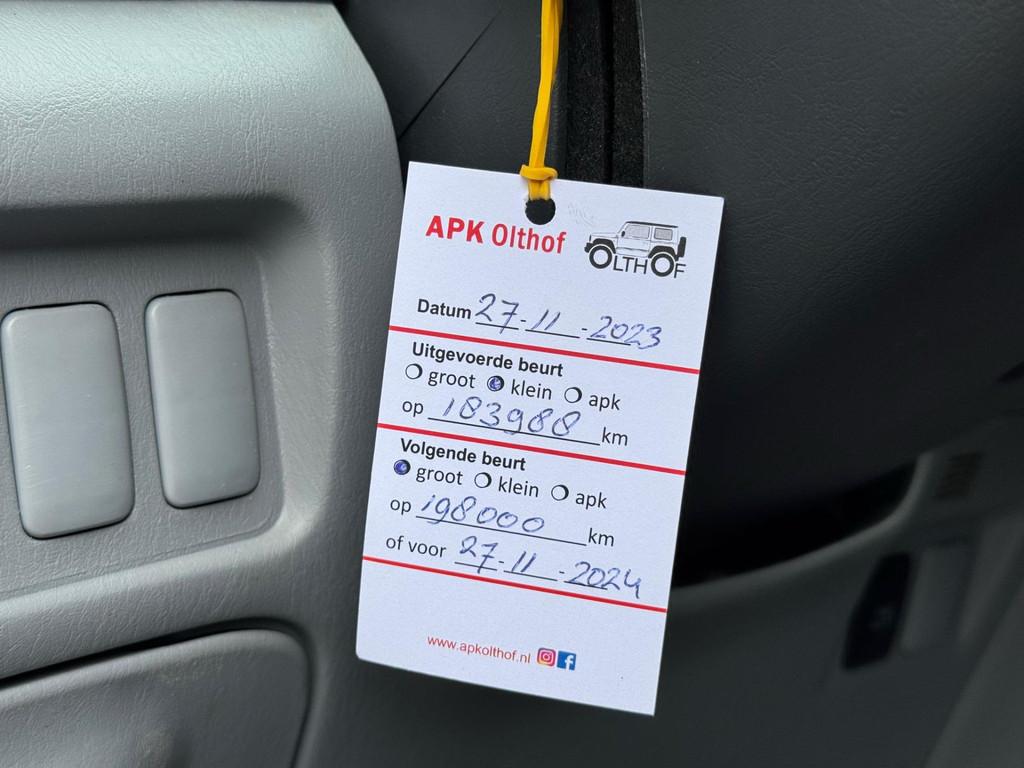 APK Olthof
OLTHOF
Datum 27-11-2023
Uitgevoerde beurt
groot klein apk
op 183988 km
Volgende beurt
groot klein apk
op 198000 km
of voor 27-11-2024
www.apkolthof.nl